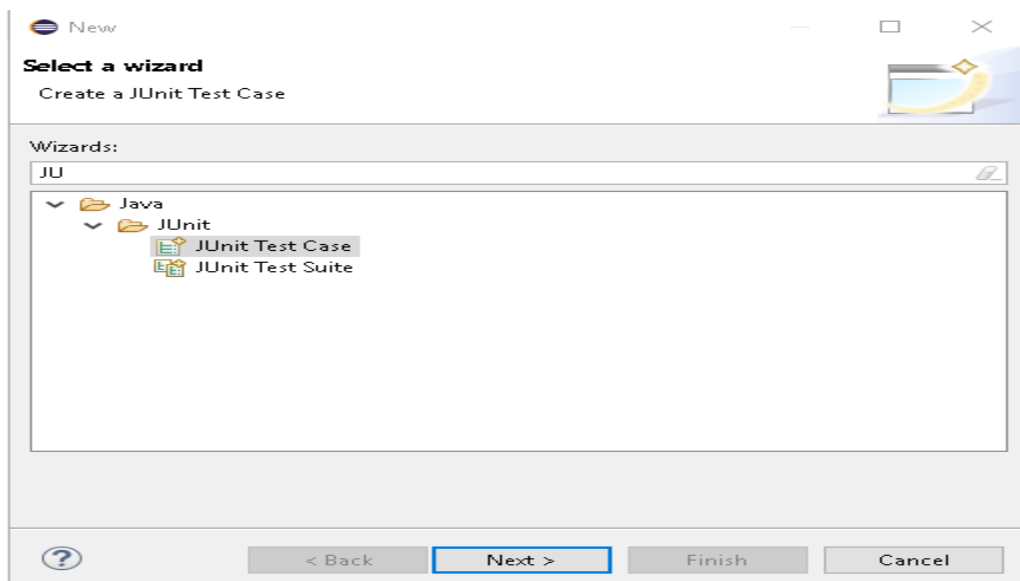 New
Select a wizard
Create a JUnit Test Case
Wizards:
JU
Java
JUnit
JUnit Test Case
JUnit Test Suite
?
< Back Next > Finish Cancel